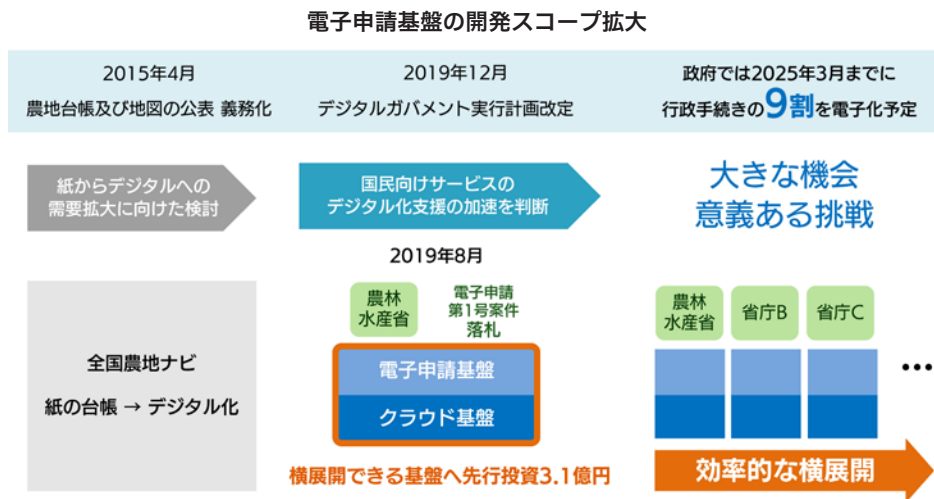 電子申請基盤の開発スコープ拡大
2015年4月
農地台帳及び地図の公表 義務化
2019年12月
デジタルガバメント実行計画改定
政府では2025年3月までに
行政手続きの9割を電子化予定
紙からデジタルへの
需要拡大に向けた検討
国民向けサービスの
デジタル化支援の加速を判断
大きな機会
意義ある挑戦
全国農地ナビ
紙の台帳 → デジタル化
2019年8月
農林
水産省
電子申請
第1号案件
落札
電子申請基盤
クラウド基盤
横展開できる基盤へ先行投資3.1億円
農林
水産省
省庁B
省庁C
•••
効率的な横展開